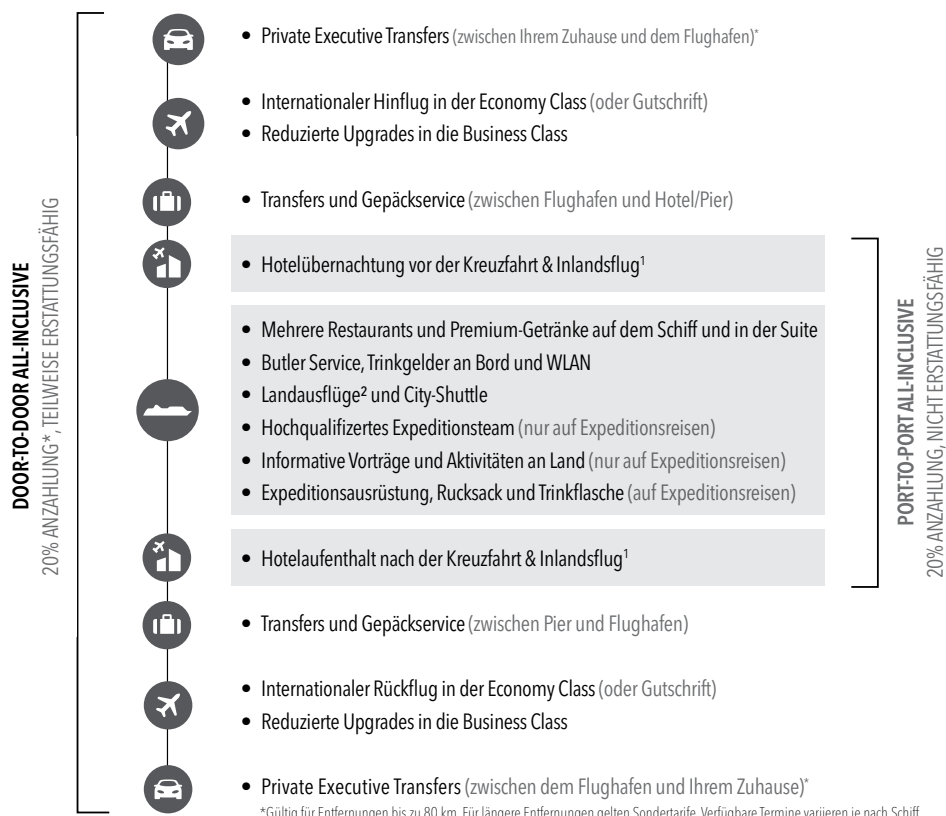 DOOR-TO-DOOR ALL-INCLUSIVE
20% ANZAHLUNG*, TEILWEISE ERSTATTUNGSFÄHIG
• Private Executive Transfers (zwischen Ihrem Zuhause und dem Flughafen)*
• Internationaler Hinflug in der Economy Class (oder Gutschrift)
• Reduzierte Upgrades in die Business Class
• Transfers und Gepäckservice (zwischen Flughafen und Hotel/Pier)
• Hotelübernachtung vor der Kreuzfahrt & Inlandsflug¹
• Mehrere Restaurants und Premium-Getränke auf dem Schiff und in der Suite
• Butler Service, Trinkgelder an Bord und WLAN
• Landausflüge² und City-Shuttle
• Hochqualifizertes Expeditionsteam (nur auf Expeditionsreisen)
• Informative Vorträge und Aktivitäten an Land (nur auf Expeditionsreisen)
• Expeditionsausrüstung, Rucksack und Trinkflasche (auf Expeditionsreisen)
• Hotelaufenthalt nach der Kreuzfahrt & Inlandsflug¹
• Transfers und Gepäckservice (zwischen Pier und Flughafen)
• Internationaler Rückflug in der Economy Class (oder Gutschrift)
• Reduzierte Upgrades in die Business Class
• Private Executive Transfers (zwischen dem Flughafen und Ihrem Zuhause)*
*Gültig für Entfernungen bis zu 80 km. Für längere Entfernungen gelten Sondertarife. Verfügbare Termine variieren je nach Schiff.
PORT-TO-PORT ALL-INCLUSIVE
20% ANZAHLUNG, NICHT ERSTATTUNGSFÄHIG